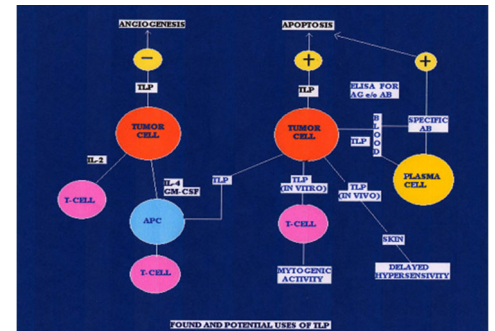 ANGIOGENESIS
APOPTOSIS
−
+
+
TLP
TLP
ELISA FOR
AG e/o AB
TUMOR
CELL
TUMOR
CELL
BLOOD
TLP
SPECIFIC
AB
IL-2
IL-4
GM-CSF
TLP
TLP
(IN VITRO)
TLP
(IN VIVO)
PLASMA
CELL
T-CELL
APC
T-CELL
SKIN
T-CELL
MYTOGENIC
ACTIVITY
DELAYED
HYPERSENSIVITY
FOUND AND POTENTIAL USES OF TLP